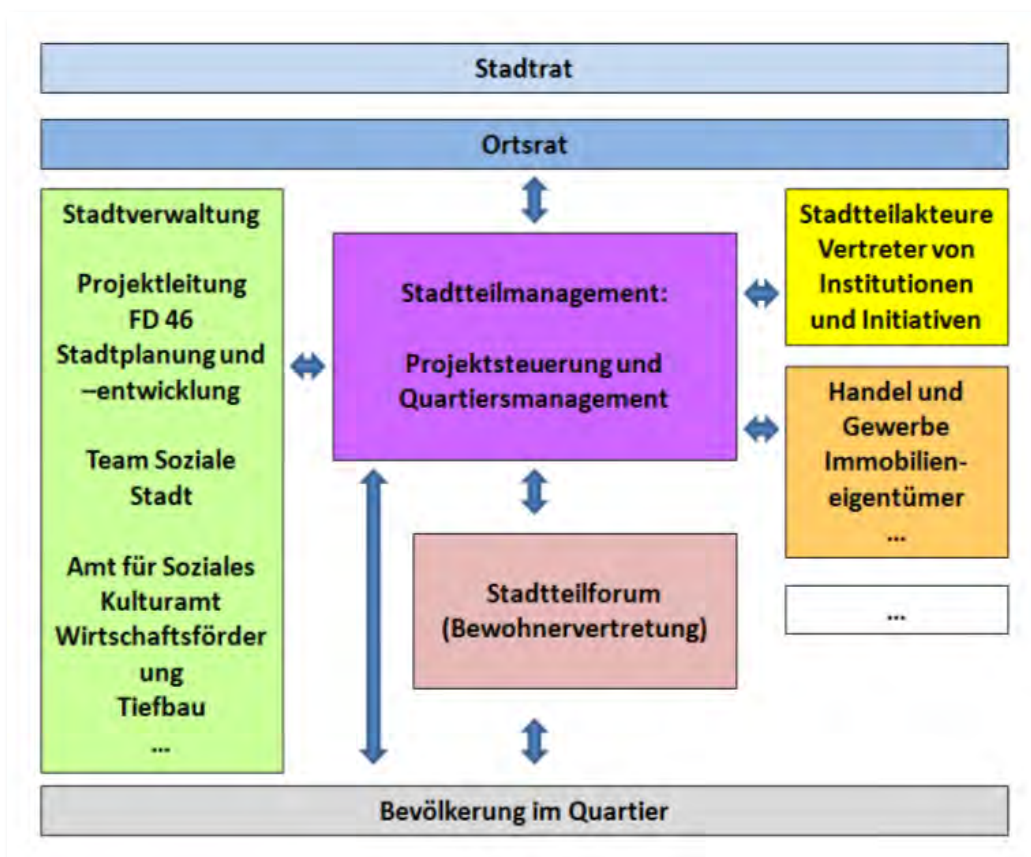 Stadtrat
Ortsrat
Stadtverwaltung
Projektleitung
FD 46
Stadtplanung und
–entwicklung
Team Soziale
Stadt
Amt für Soziales
Kulturamt
Wirtschaftsförder
ung
Tiefbau
...
Stadtteilmanagement:
Projektsteuerung und
Quartiersmanagement
Stadtteilakteure
Vertreter von
Institutionen
und Initiativen
Handel und
Gewerbe
Immobilien-
eigentümer
...
...
Stadtteilforum
(Bewohnervertretung)
Bevölkerung im Quartier